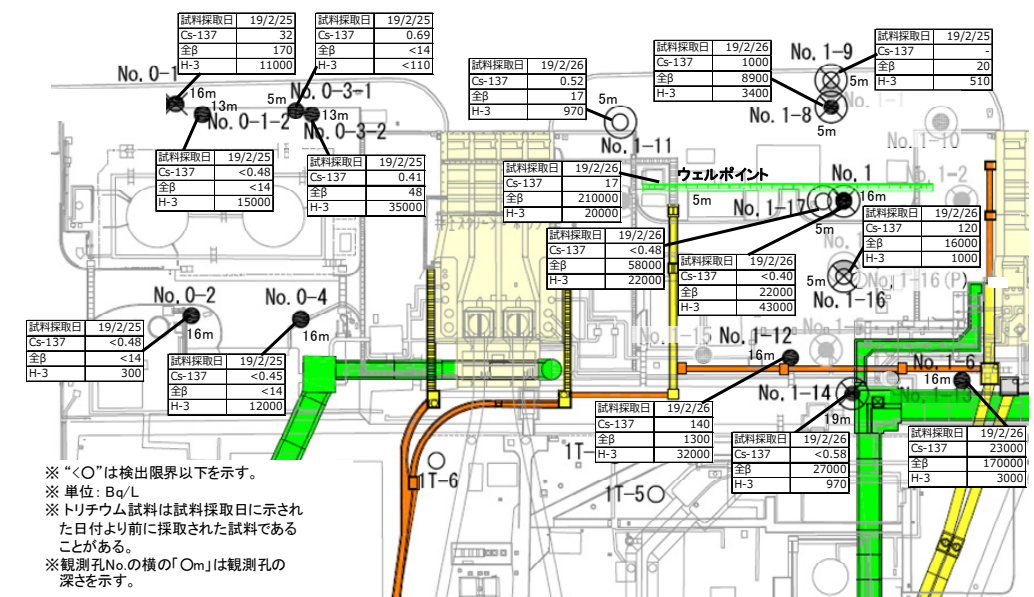 試料採取日 19/2/25
Cs-137 32
全β 170
H-3 11000
試料採取日 19/2/25
Cs-137 0.69
全β <14
H-3 <110
試料採取日 19/2/26
Cs-137 0.52
全β 17
H-3 970
試料採取日 19/2/26
Cs-137 1000
全β 8900
H-3 3400
試料採取日 19/2/25
Cs-137 -
全β 20
H-3 510
No. 0-1
16m
No. 0-1-2
13m
No. 0-3-1
5m
No. 0-3-2
13m
No. 1-11
5m
No. 1-9
5m
No. 1-8
5m
No. 1-1
No. 1-10
試料採取日 19/2/25
Cs-137 <0.48
全β <14
H-3 15000
試料採取日 19/2/25
Cs-137 0.41
全β 48
H-3 35000
試料採取日 19/2/26
Cs-137 17
全β 210000
H-3 20000
ウェルポイント
5m
No. 1
16m
No. 1-17
5m
No. 1-2
試料採取日 19/2/26
Cs-137 120
全β 16000
H-3 1000
試料採取日 19/2/26
Cs-137 <0.48
全β 58000
H-3 22000
試料採取日 19/2/26
Cs-137 <0.40
全β 22000
H-3 43000
5m
No. 1-16
No. 1-16(P)
No. 0-2
16m
No. 0-4
16m
試料採取日 19/2/25
Cs-137 <0.48
全β <14
H-3 300
試料採取日 19/2/25
Cs-137 <0.45
全β <14
H-3 12000
No. 1-15
No. 1-12
16m
No. 1-6
16m
No. 1-14
19m
No. 1-13
試料採取日 19/2/26
Cs-137 140
全β 1300
H-3 32000
試料採取日 19/2/26
Cs-137 <0.58
全β 27000
H-3 970
試料採取日 19/2/25
Cs-137 23000
全β 170000
H-3 3000
1T-6
1T-
1T-5
※ “<○”は検出限界以下を示す。
※ 単位: Bq/L
※ トリチウム試料は試料採取日に示され
た日付より前に採取された試料である
ことがある。
※観測孔No.の横の「○m」は観測孔の
深さを示す。